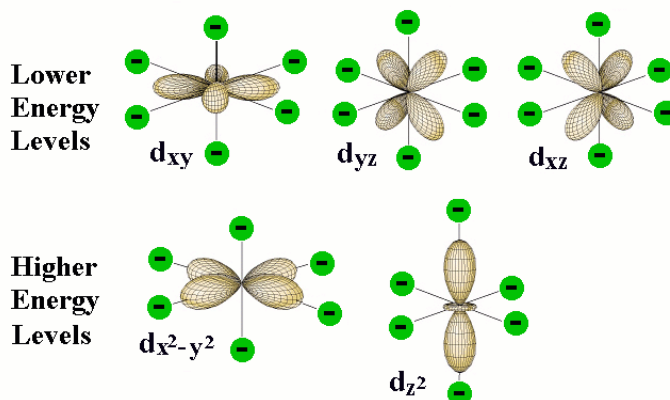 Lower
Energy
Levels
dxy
dyz
dxz
Higher
Energy
Levels
dx²-y²
dz²